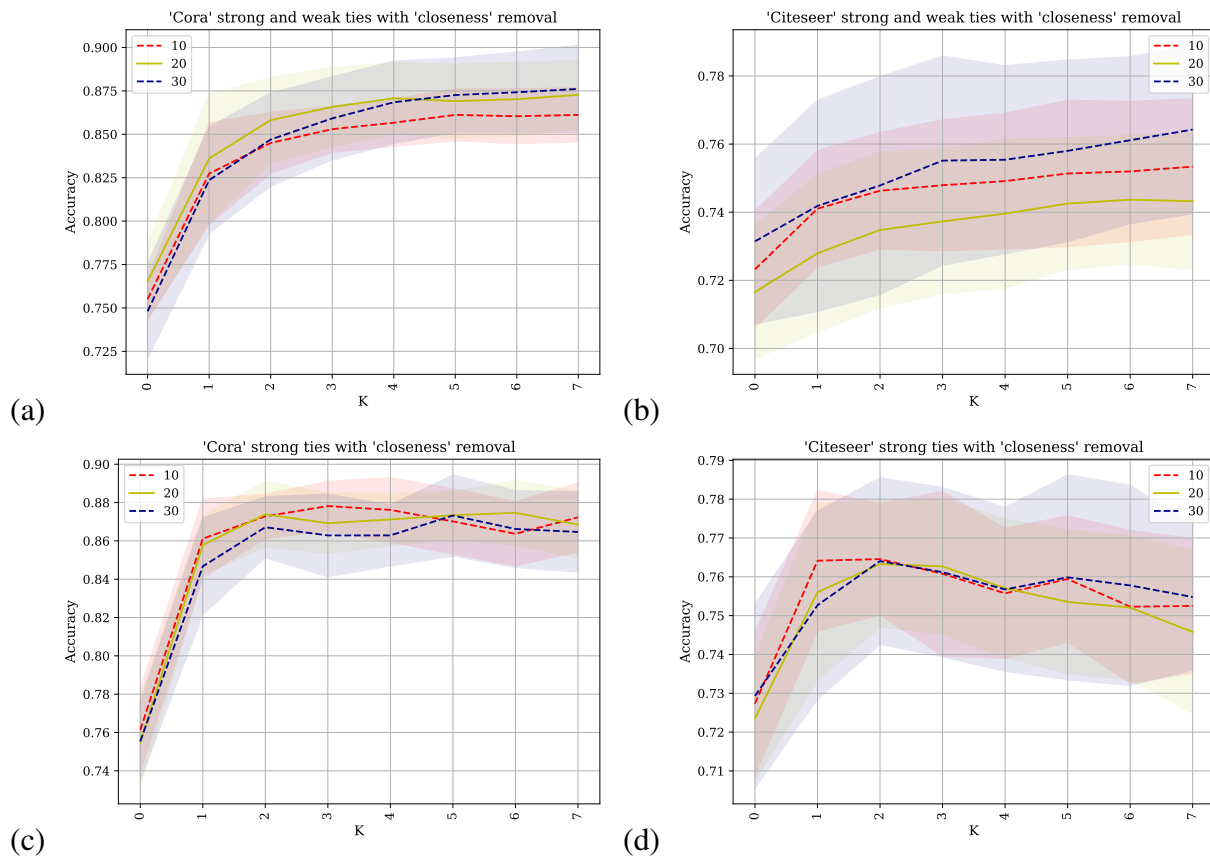 'Cora' strong and weak ties with 'closeness' removal
10
20
30
0.900
0.875
0.850
0.825
0.800
0.775
0.750
0.725
Accuracy
0 1 2 3 4 5 6 7
K
(a)
'Citeseer' strong and weak ties with 'closeness' removal
10
20
30
0.78
0.76
0.74
0.72
0.70
Accuracy
0 1 2 3 4 5 6 7
K
(b)
'Cora' strong ties with 'closeness' removal
10
20
30
0.90
0.88
0.86
0.84
0.82
0.80
0.78
0.76
0.74
Accuracy
0 1 2 3 4 5 6 7
K
(c)
'Citeseer' strong ties with 'closeness' removal
10
20
30
0.79
0.78
0.77
0.76
0.75
0.74
0.73
0.72
0.71
Accuracy
0 1 2 3 4 5 6 7
K
(d)